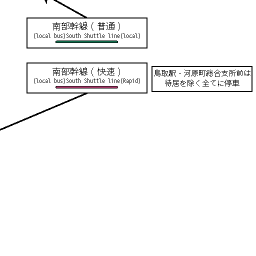 南部幹線 ( 普通 )
(local bus)South Shuttle line(local)
南部幹線 ( 快速 )
(local bus)South Shuttle line(Rapid)
鳥取駅・河原町総合支所前は
待居を除く全てに停車